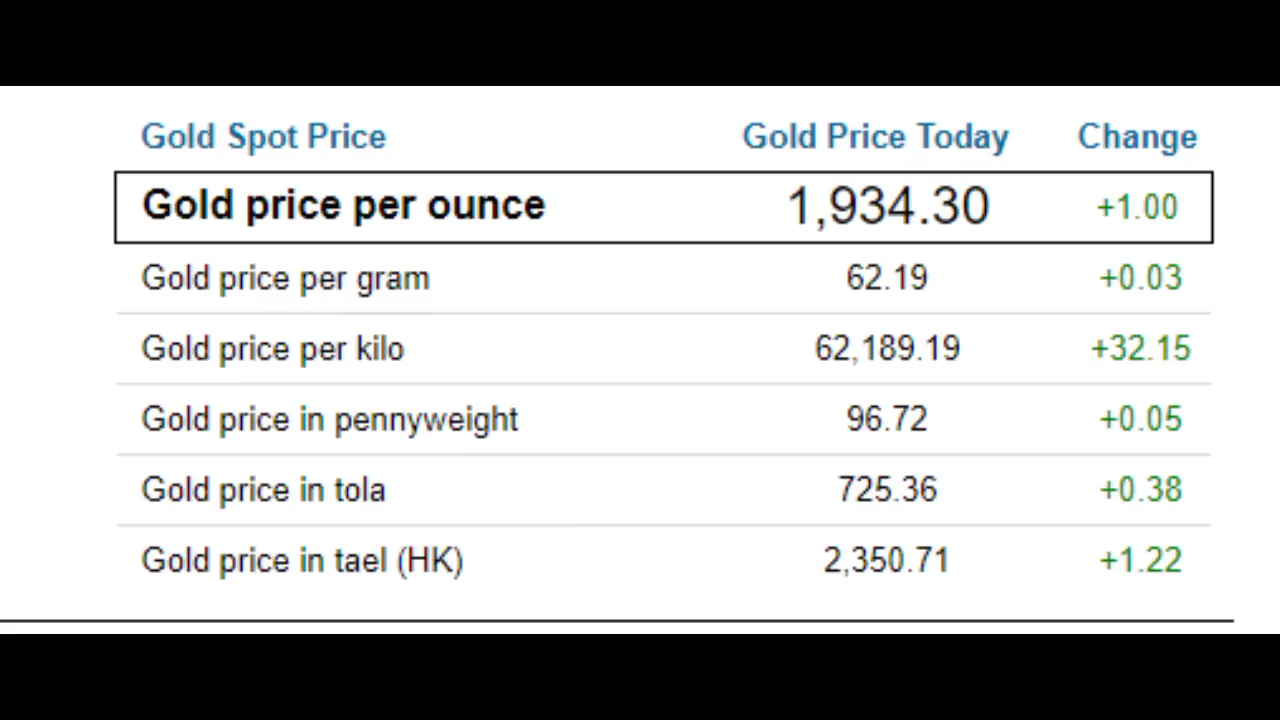 Gold Spot Price Gold Price Today Change
Gold price per ounce 1,934.30 +1.00
Gold price per gram 62.19 +0.03
Gold price per kilo 62,189.19 +32.15
Gold price in pennyweight 96.72 +0.05
Gold price in tola 725.36 +0.38
Gold price in tael (HK) 2,350.71 +1.22